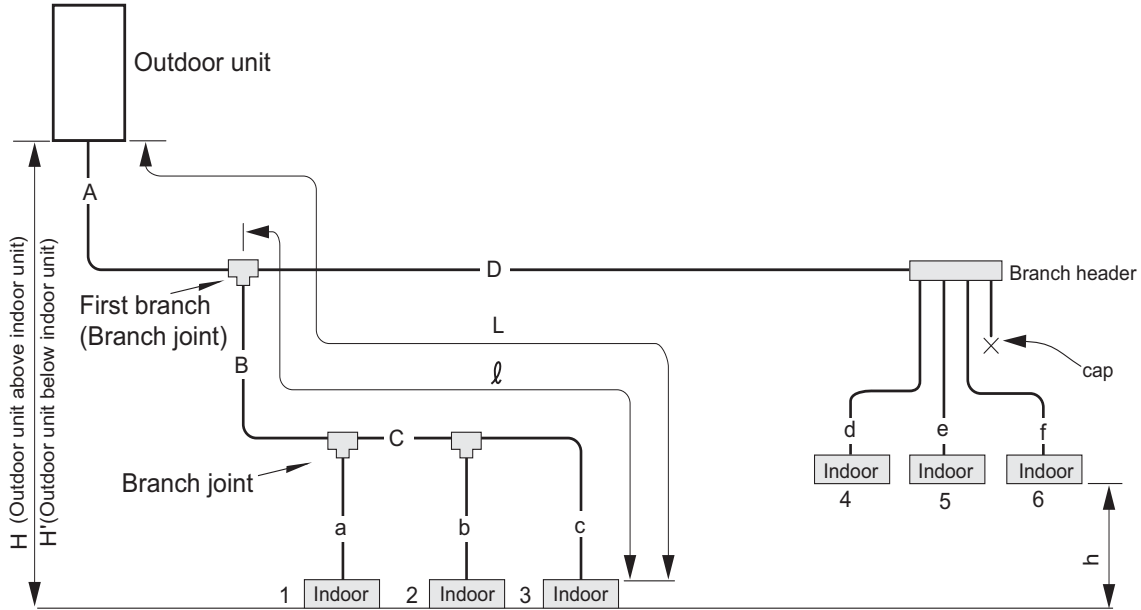 Outdoor unit
A
H (Outdoor unit above indoor unit)
H'(Outdoor unit below indoor unit)
First branch
(Branch joint)
D
Branch header
L
B
ℓ
cap
C
d
e
f
Branch joint
Indoor
Indoor
Indoor
4
5
6
a
b
c
h
1
Indoor
2
Indoor
3
Indoor